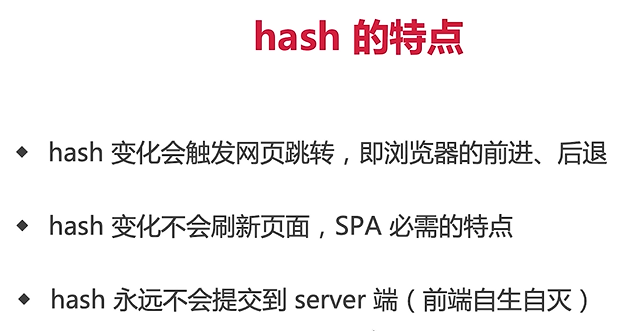 hash 的特点
◆ hash 变化会触发网页跳转，即浏览器的前进、后退
◆ hash 变化不会刷新页面，SPA 必需的特点
◆ hash 永远不会提交到 server 端（前端自生自灭）